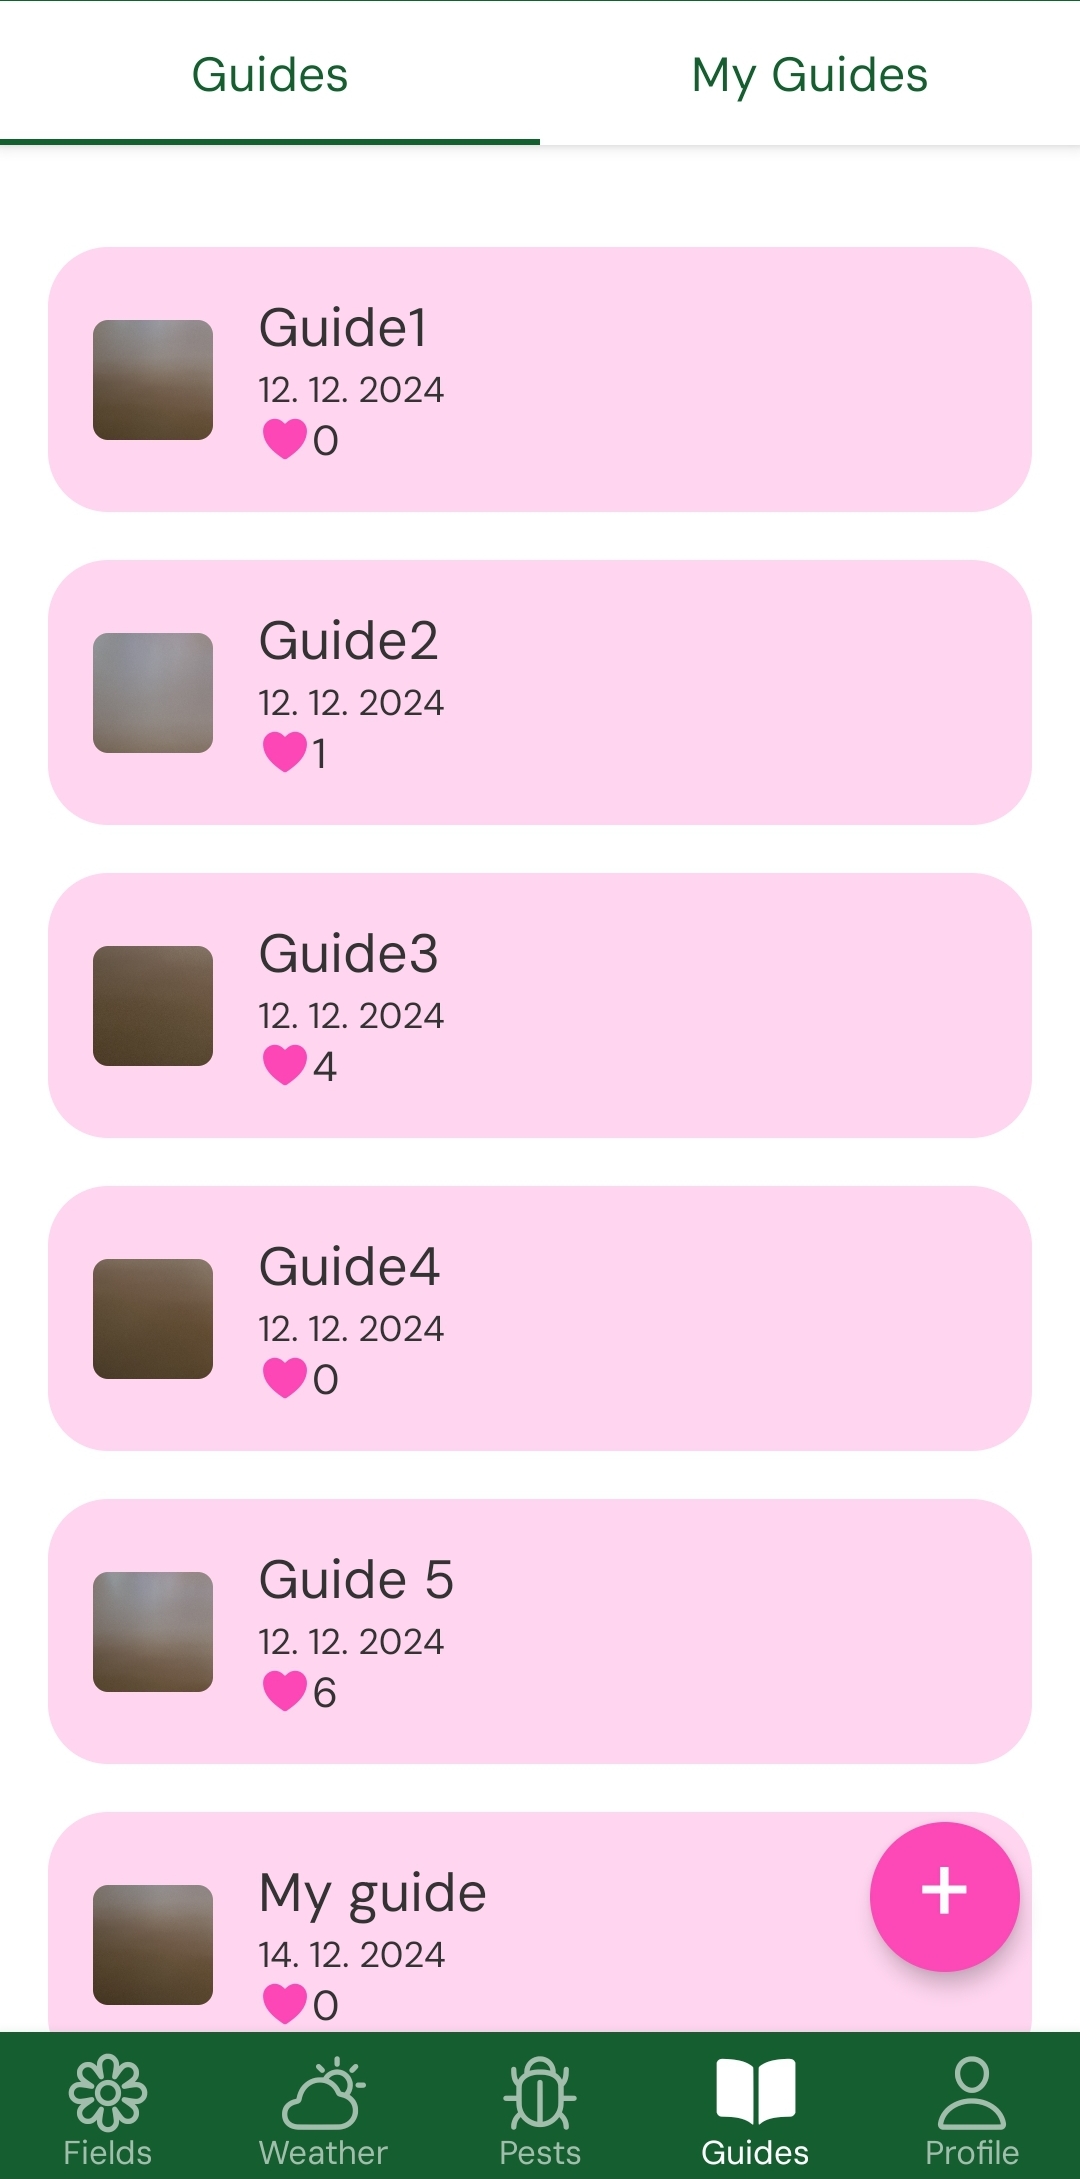 Guides
My Guides
Guide1
12. 12. 2024
0
Guide2
12. 12. 2024
1
Guide3
12. 12. 2024
4
Guide4
12. 12. 2024
0
Guide 5
12. 12. 2024
6
My guide
14. 12. 2024
0
Fields
Weather
Pests
Guides
Profile